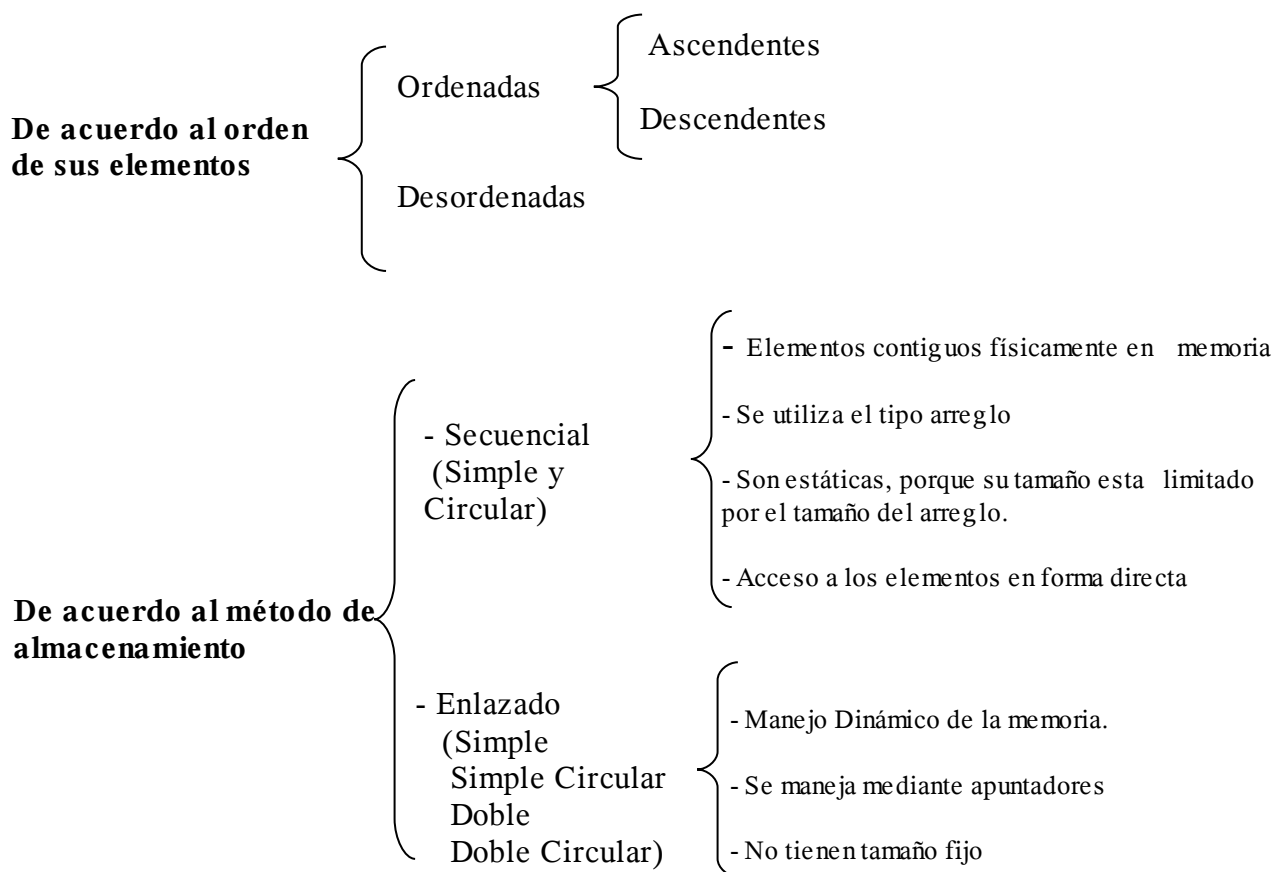 De acuerdo al orden
de sus elementos
Ordenadas
Ascendentes
Descendentes
Desordenadas
De acuerdo al método de
almacenamiento
- Secuencial
(Simple y
Circular)
- Elementos contiguos físicamente en memoria
- Se utiliza el tipo arreglo
- Son estáticas, porque su tamaño esta limitado
por el tamaño del arreglo.
- Acceso a los elementos en forma directa
- Enlazado
(Simple
Simple Circular
Doble
Doble Circular)
- Manejo Dinámico de la memoria.
- Se maneja mediante apuntadores
- No tienen tamaño fijo